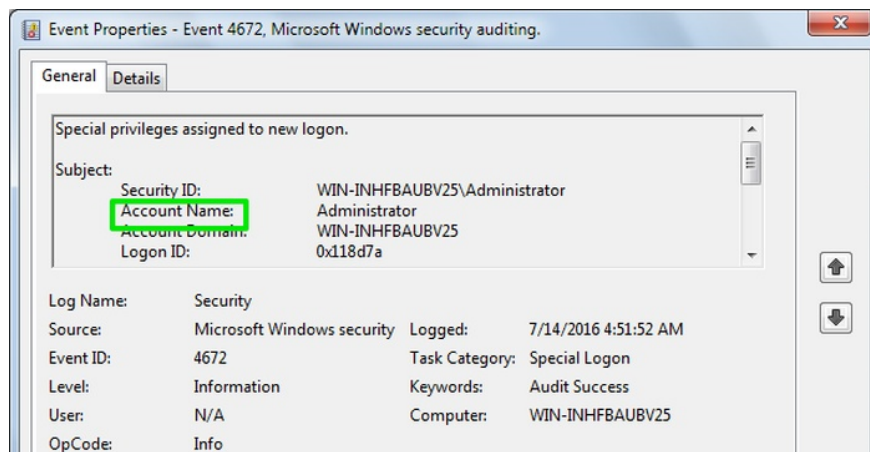 Event Properties - Event 4672, Microsoft Windows security auditing.
General Details
Special privileges assigned to new logon.
Subject:
Security ID: WIN-INHFBAUBV25\Administrator
Account Name: Administrator
Account Domain: WIN-INHFBAUBV25
Logon ID: 0x118d7a
Log Name: Security
Source: Microsoft Windows security Logged: 7/14/2016 4:51:52 AM
Event ID: 4672 Task Category: Special Logon
Level: Information Keywords: Audit Success
User: N/A Computer: WIN-INHFBAUBV25
OpCode: Info